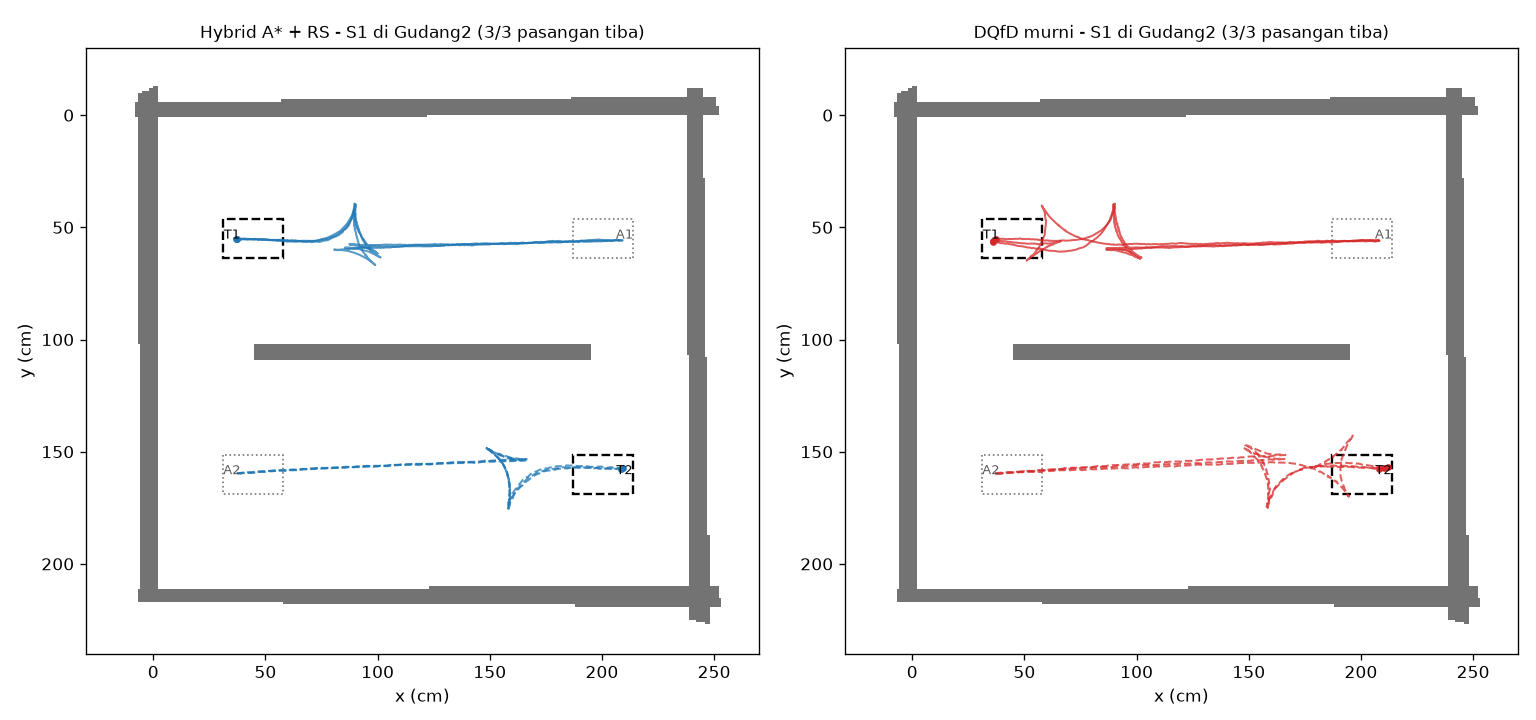 Hybrid A* + RS - S1 di Gudang2 (3/3 pasangan tiba)
0
50
100
150
200
y (cm)
T1
A1
A2
T2
0
50
100
150
200
250
x (cm)
DQfD murni - S1 di Gudang2 (3/3 pasangan tiba)
0
50
100
150
200
y (cm)
T1
A1
A2
T2
0
50
100
150
200
250
x (cm)